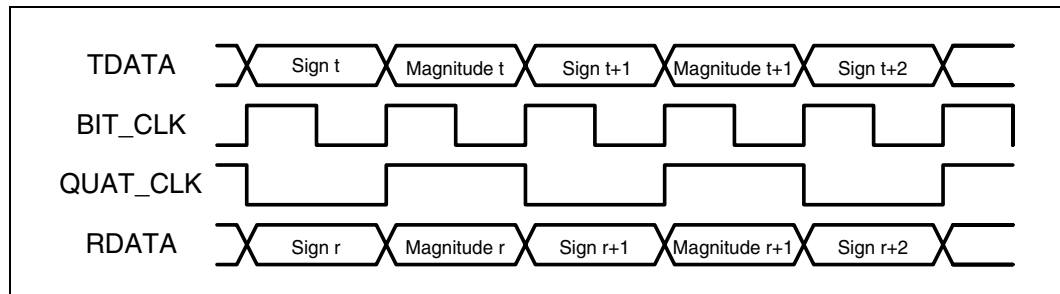 TDATA Sign t Magnitude t Sign t+1 Magnitude t+1 Sign t+2
BIT_CLK
QUAT_CLK
RDATA Sign r Magnitude r Sign r+1 Magnitude r+1 Sign r+2